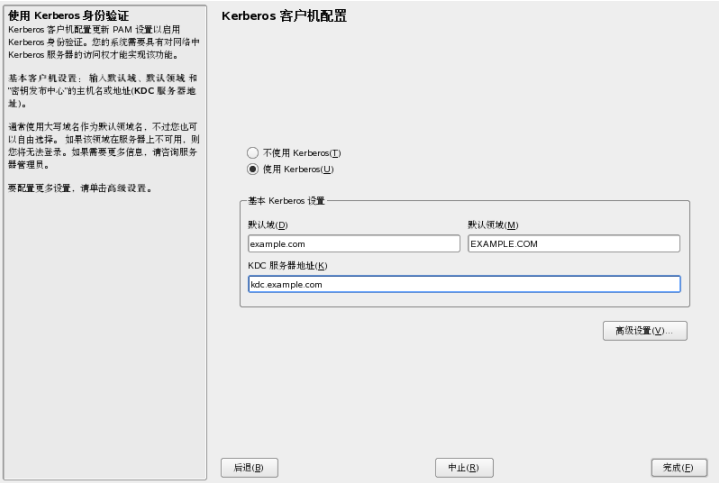 使用 Kerberos 身份验证
Kerberos 客户机配置更新 PAM 设置以启用
Kerberos 身份验证。您的系统需要具有对网络中
Kerberos 服务器的访问权才能实现该功能。
基本客户机设置： 输入默认域、默认领域 和
"密钥发布中心"的主机名或地址(KDC 服务器地
址)。
通常使用大写域名作为默认领域名，不过您也可
以自由选择。 如果该领域在服务器上不可用，则
您将无法登录。如果需要更多信息，请咨询服务
器管理员。
要配置更多设置，请单击高级设置。
Kerberos 客户机配置
不使用 Kerberos(T)
使用 Kerberos(U)
基本 Kerberos 设置
默认域(D) 默认领域(M)
example.com EXAMPLE.COM
KDC 服务器地址(K)
kdc.example.com
高级设置(V)...
后退(B) 中止(R) 完成(F)